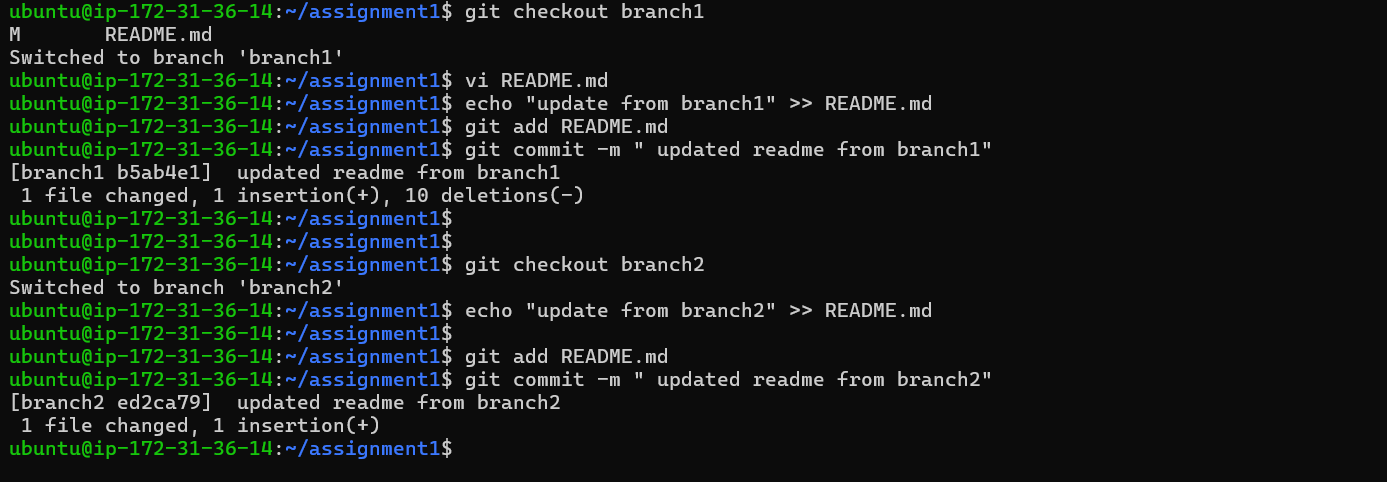 ubuntu@ip-172-31-36-14:~/assignment1$ git checkout branch1
M       README.md
Switched to branch 'branch1'
ubuntu@ip-172-31-36-14:~/assignment1$ vi README.md
ubuntu@ip-172-31-36-14:~/assignment1$ echo "update from branch1" >> README.md
ubuntu@ip-172-31-36-14:~/assignment1$ git add README.md
ubuntu@ip-172-31-36-14:~/assignment1$ git commit -m " updated readme from branch1"
[branch1 b5ab4e1]  updated readme from branch1
 1 file changed, 1 insertion(+), 10 deletions(-)
ubuntu@ip-172-31-36-14:~/assignment1$
ubuntu@ip-172-31-36-14:~/assignment1$
ubuntu@ip-172-31-36-14:~/assignment1$ git checkout branch2
Switched to branch 'branch2'
ubuntu@ip-172-31-36-14:~/assignment1$ echo "update from branch2" >> README.md
ubuntu@ip-172-31-36-14:~/assignment1$
ubuntu@ip-172-31-36-14:~/assignment1$ git add README.md
ubuntu@ip-172-31-36-14:~/assignment1$ git commit -m " updated readme from branch2"
[branch2 ed2ca79]  updated readme from branch2
 1 file changed, 1 insertion(+)
ubuntu@ip-172-31-36-14:~/assignment1$